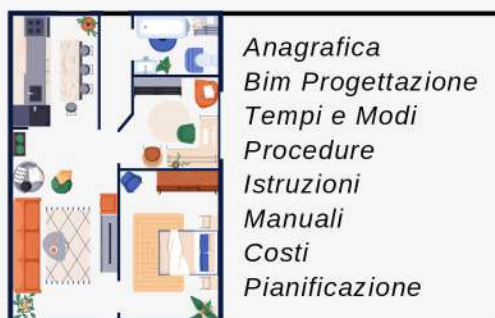 Anagrafica
Bim Progettazione
Tempi e Modi
Procedure
Istruzioni
Manuali
Costi
Pianificazione